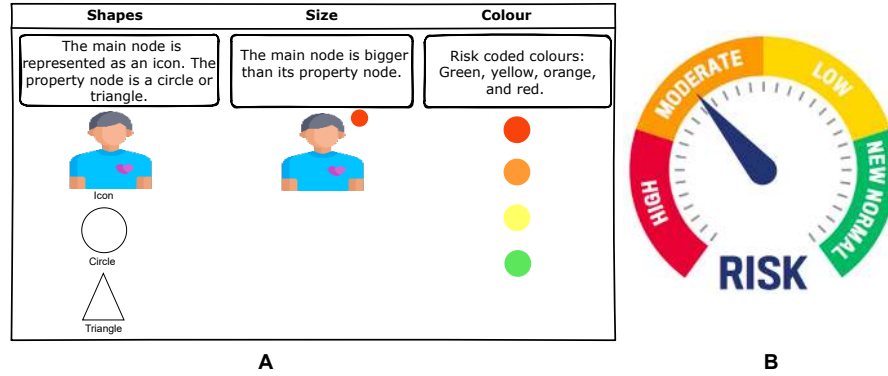 Shapes
Size
Colour
The main node is
represented as an icon. The
property node is a circle or
triangle.
The main node is bigger
than its property node.
Risk coded colours:
Green, yellow, orange,
and red.
Icon
Circle
Triangle
A
HIGH
MODERATE
LOW
NEW NORMAL
RISK
B